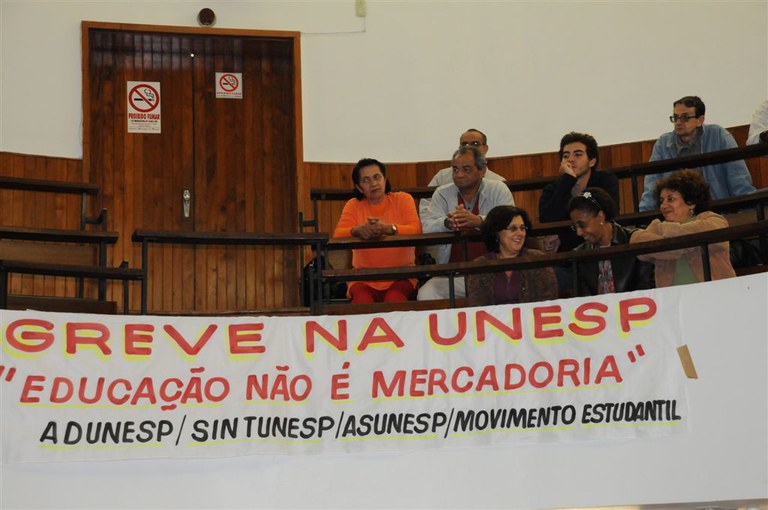 PROIBIDO FUMAR
GREVE NA UNESP
"EDUCAÇÃO NÃO É MERCADORIA"
ADUNESP/SINTUNESP/ASUNESP/MOVIMENTO ESTUDANTIL